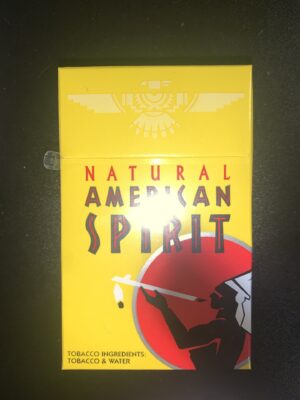 NATURAL
AMERICAN
SPIRIT
TOBACCO INGREDIENTS:
TOBACCO & WATER